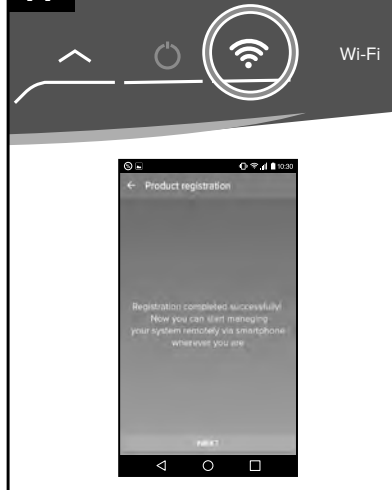 Wi-Fi
10:30
Product registration
Registration completed successfully!
Now you can start managing
your system remotely via smartphone
wherever you are
NEXT